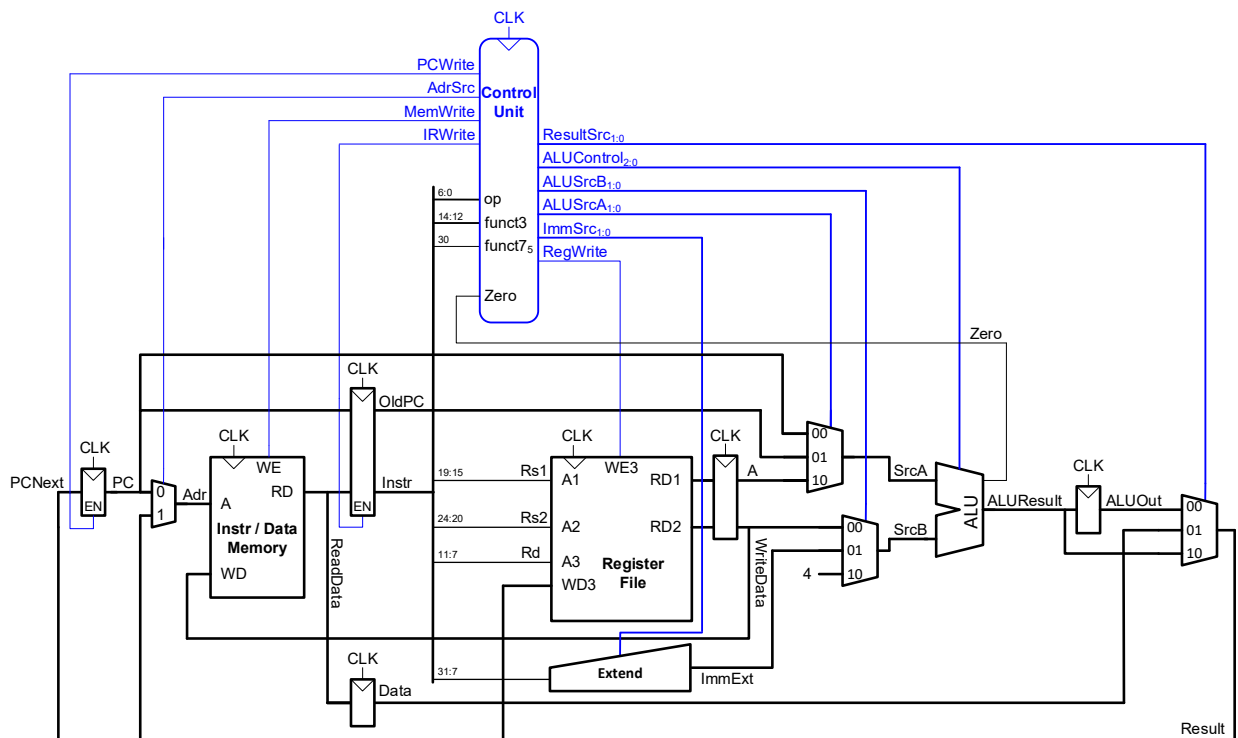 CLK
PCWrite
AdrSrc
MemWrite
IRWrite
Control
Unit
ResultSrc1:0
ALUControl2:0
ALUSrcB1:0
ALUSrcA1:0
ImmSrc1:0
RegWrite
6:0
op
14:12
funct3
30
funct75
Zero
Zero
CLK
OldPC
CLK
PCNext
PC
EN
0
1
Adr
CLK
WE
A
RD
Instr / Data
Memory
WD
ReadData
EN
Instr
19:15
Rs1
24:20
Rs2
11:7
Rd
CLK
WE3
A1
RD1
A2
RD2
A3
Register
File
WD3
CLK
A
WriteData
00
01
10
SrcA
00
01
4
10
SrcB
ALU
ALUResult
CLK
ALUOut
00
01
10
31:7
Extend
ImmExt
CLK
Data
Result